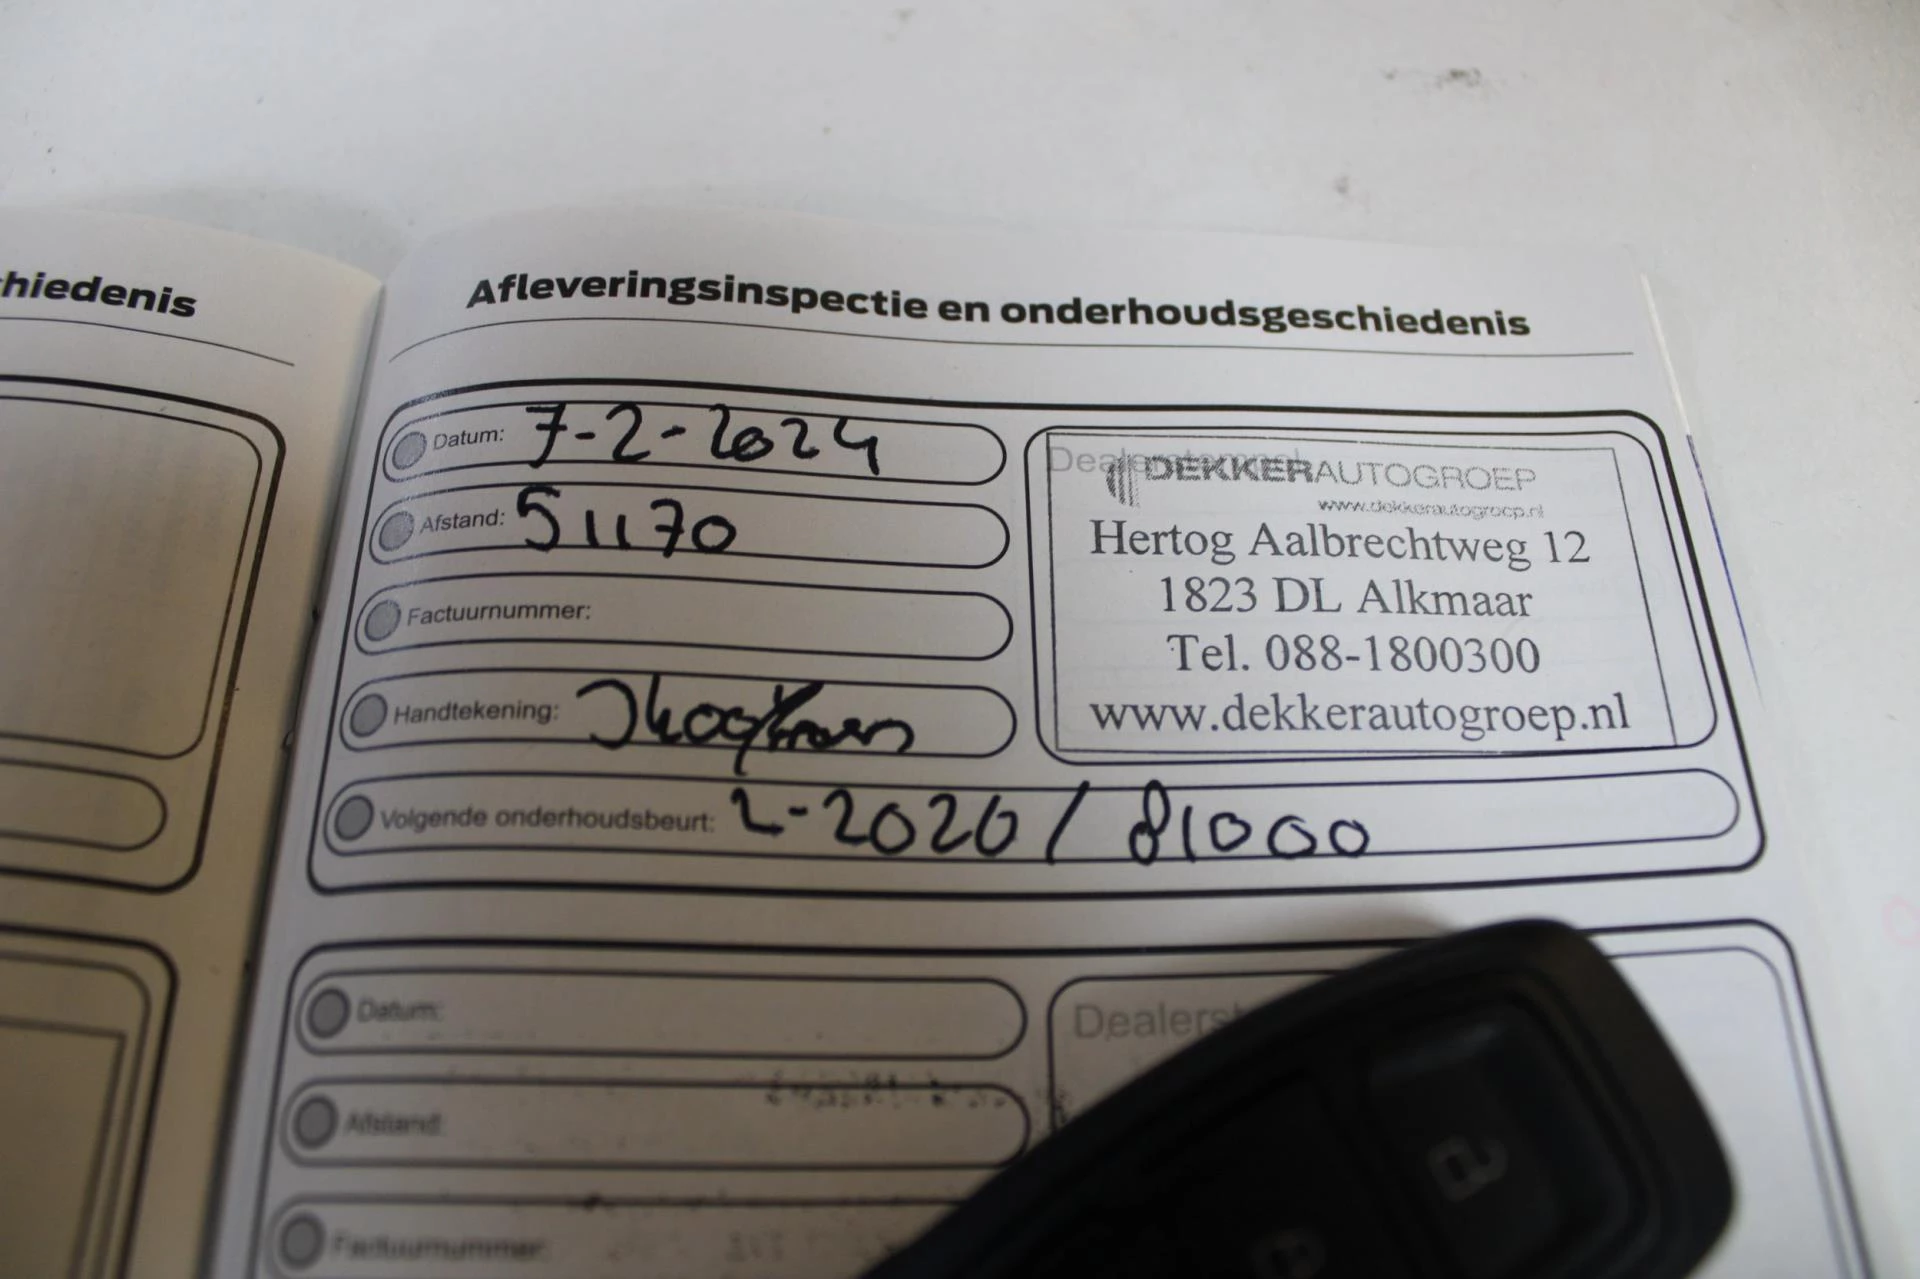 hiedenis
Afleveringsinspectie en onderhoudsgeschiedenis
Datum: 7-2-2024
Afstand: 51170
Factuurnummer:
Handtekening:
Volgende onderhoudsbeurt: 2-2026 / 81000
DEKKERAUTOGROEP
www.dekkerautogroep.nl
Hertog Aalbrechtweg 12
1823 DL Alkmaar
Tel. 088-1800300
www.dekkerautogroep.nl
Datum:
Dealerst
Afstand:
Factuurnummer: